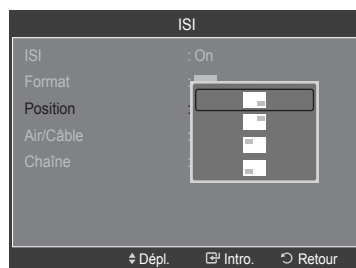 ISI
ISI : On
Format :
Position :
Air/Câble :
Chaîne :
Dépl. Intro. Retour